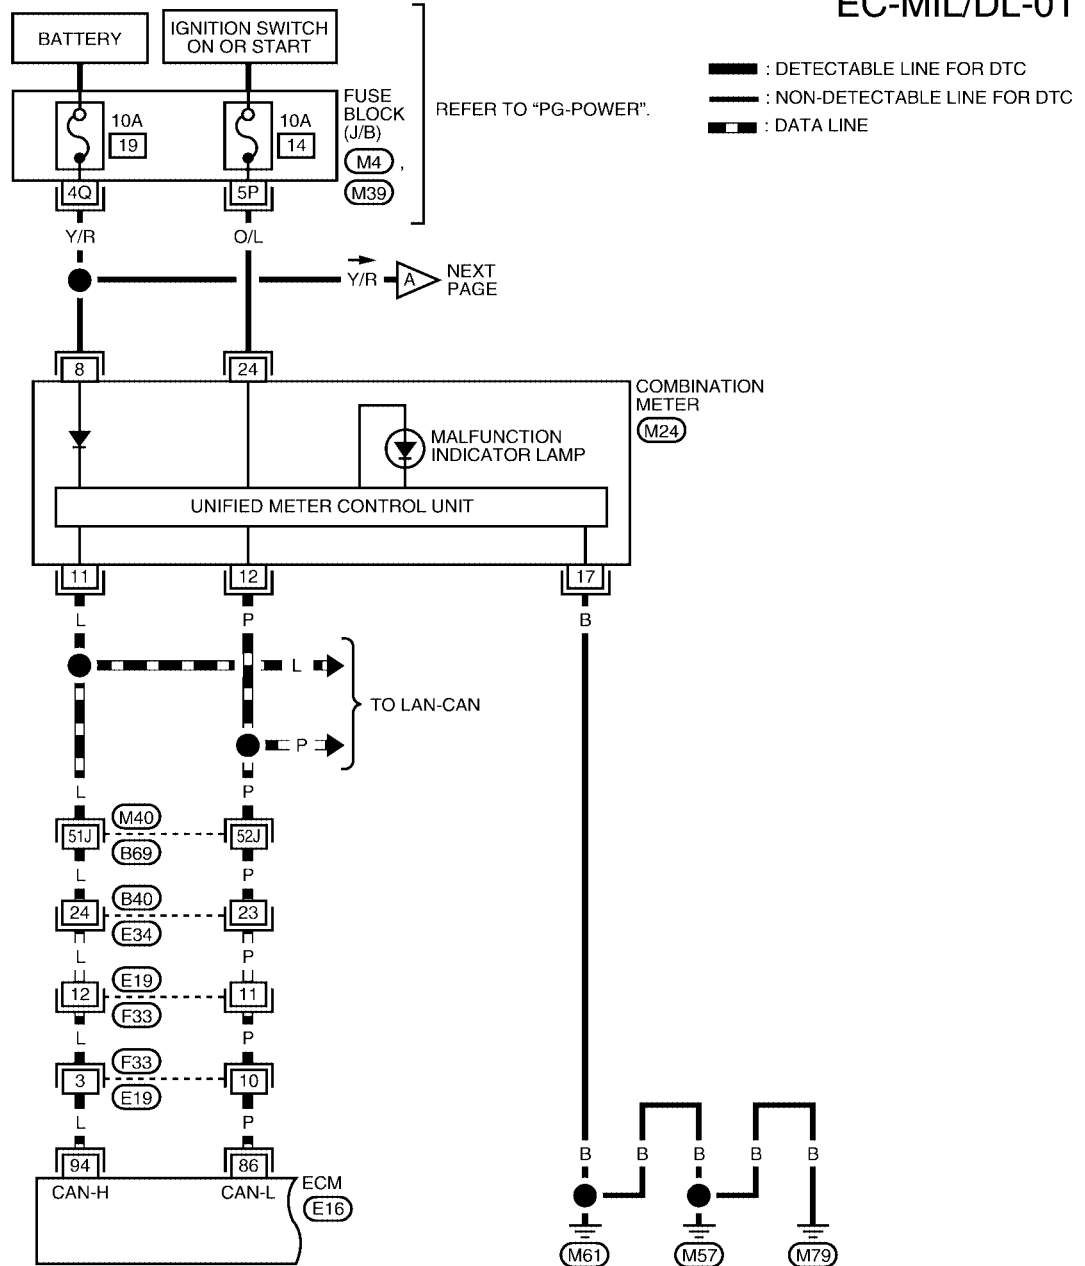 EC-MIL/DL-01
BATTERY
IGNITION SWITCH
ON OR START
: DETECTABLE LINE FOR DTC
: NON-DETECTABLE LINE FOR DTC
: DATA LINE
10A
19
10A
14
FUSE
BLOCK
(J/B)
M4 ,
M39
REFER TO “PG-POWER”.
4Q
5P
Y/R
O/L
Y/R
A
NEXT
PAGE
8
24
COMBINATION
METER
M24
MALFUNCTION
INDICATOR LAMP
UNIFIED METER CONTROL UNIT
11
12
17
L
P
B
L
TO LAN-CAN
P
L
P
51J
M40
B69
52J
L
P
24
B40
E34
23
L
P
12
E19
F33
11
L
P
3
F33
E19
10
L
P
94
86
CAN-H
CAN-L
ECM
E16
B
B
B
B
B
M61
M57
M79